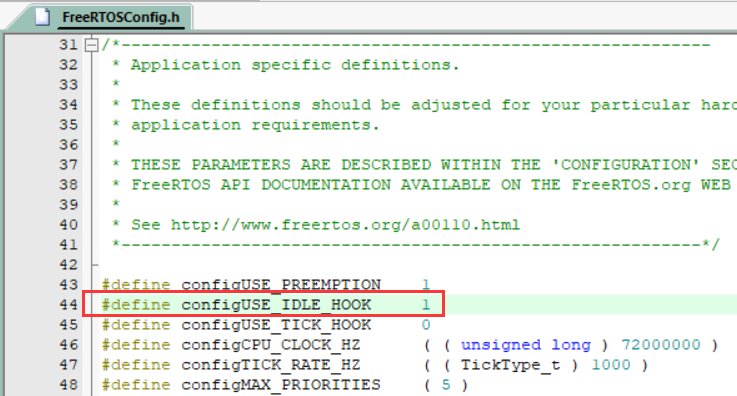 FreeRTOSConfig.h
31 /*-----------------------------------------------------------
32 * Application specific definitions.
33 *
34 * These definitions should be adjusted for your particular hard
35 * application requirements.
36 *
37 * THESE PARAMETERS ARE DESCRIBED WITHIN THE 'CONFIGURATION' SEC
38 * FreeRTOS API DOCUMENTATION AVAILABLE ON THE FreeRTOS.org WEB
39 *
40 * See http://www.freertos.org/a00110.html
41 *----------------------------------------------------------*/
42
43 #define configUSE_PREEMPTION 1
44 #define configUSE_IDLE_HOOK 1
45 #define configUSE_TICK_HOOK 0
46 #define configCPU_CLOCK_HZ ( ( unsigned long ) 72000000 )
47 #define configTICK_RATE_HZ ( ( TickType_t ) 1000 )
48 #define configMAX_PRIORITIES ( 5 )